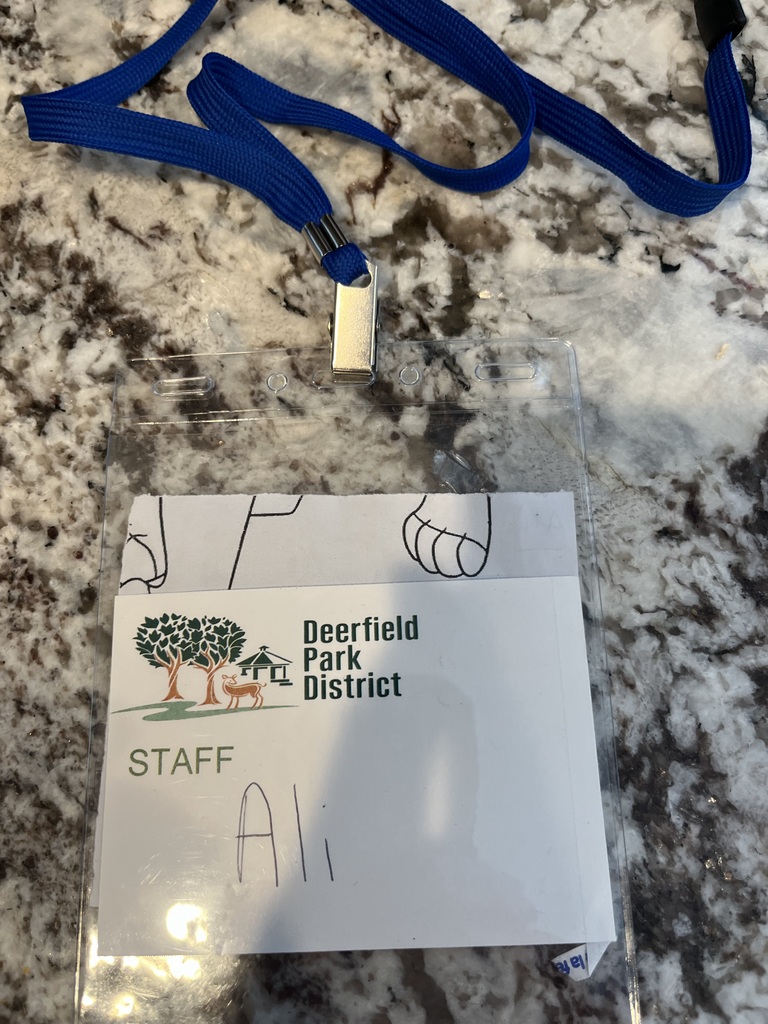 Deerfield
Park
District
STAFF
Ali